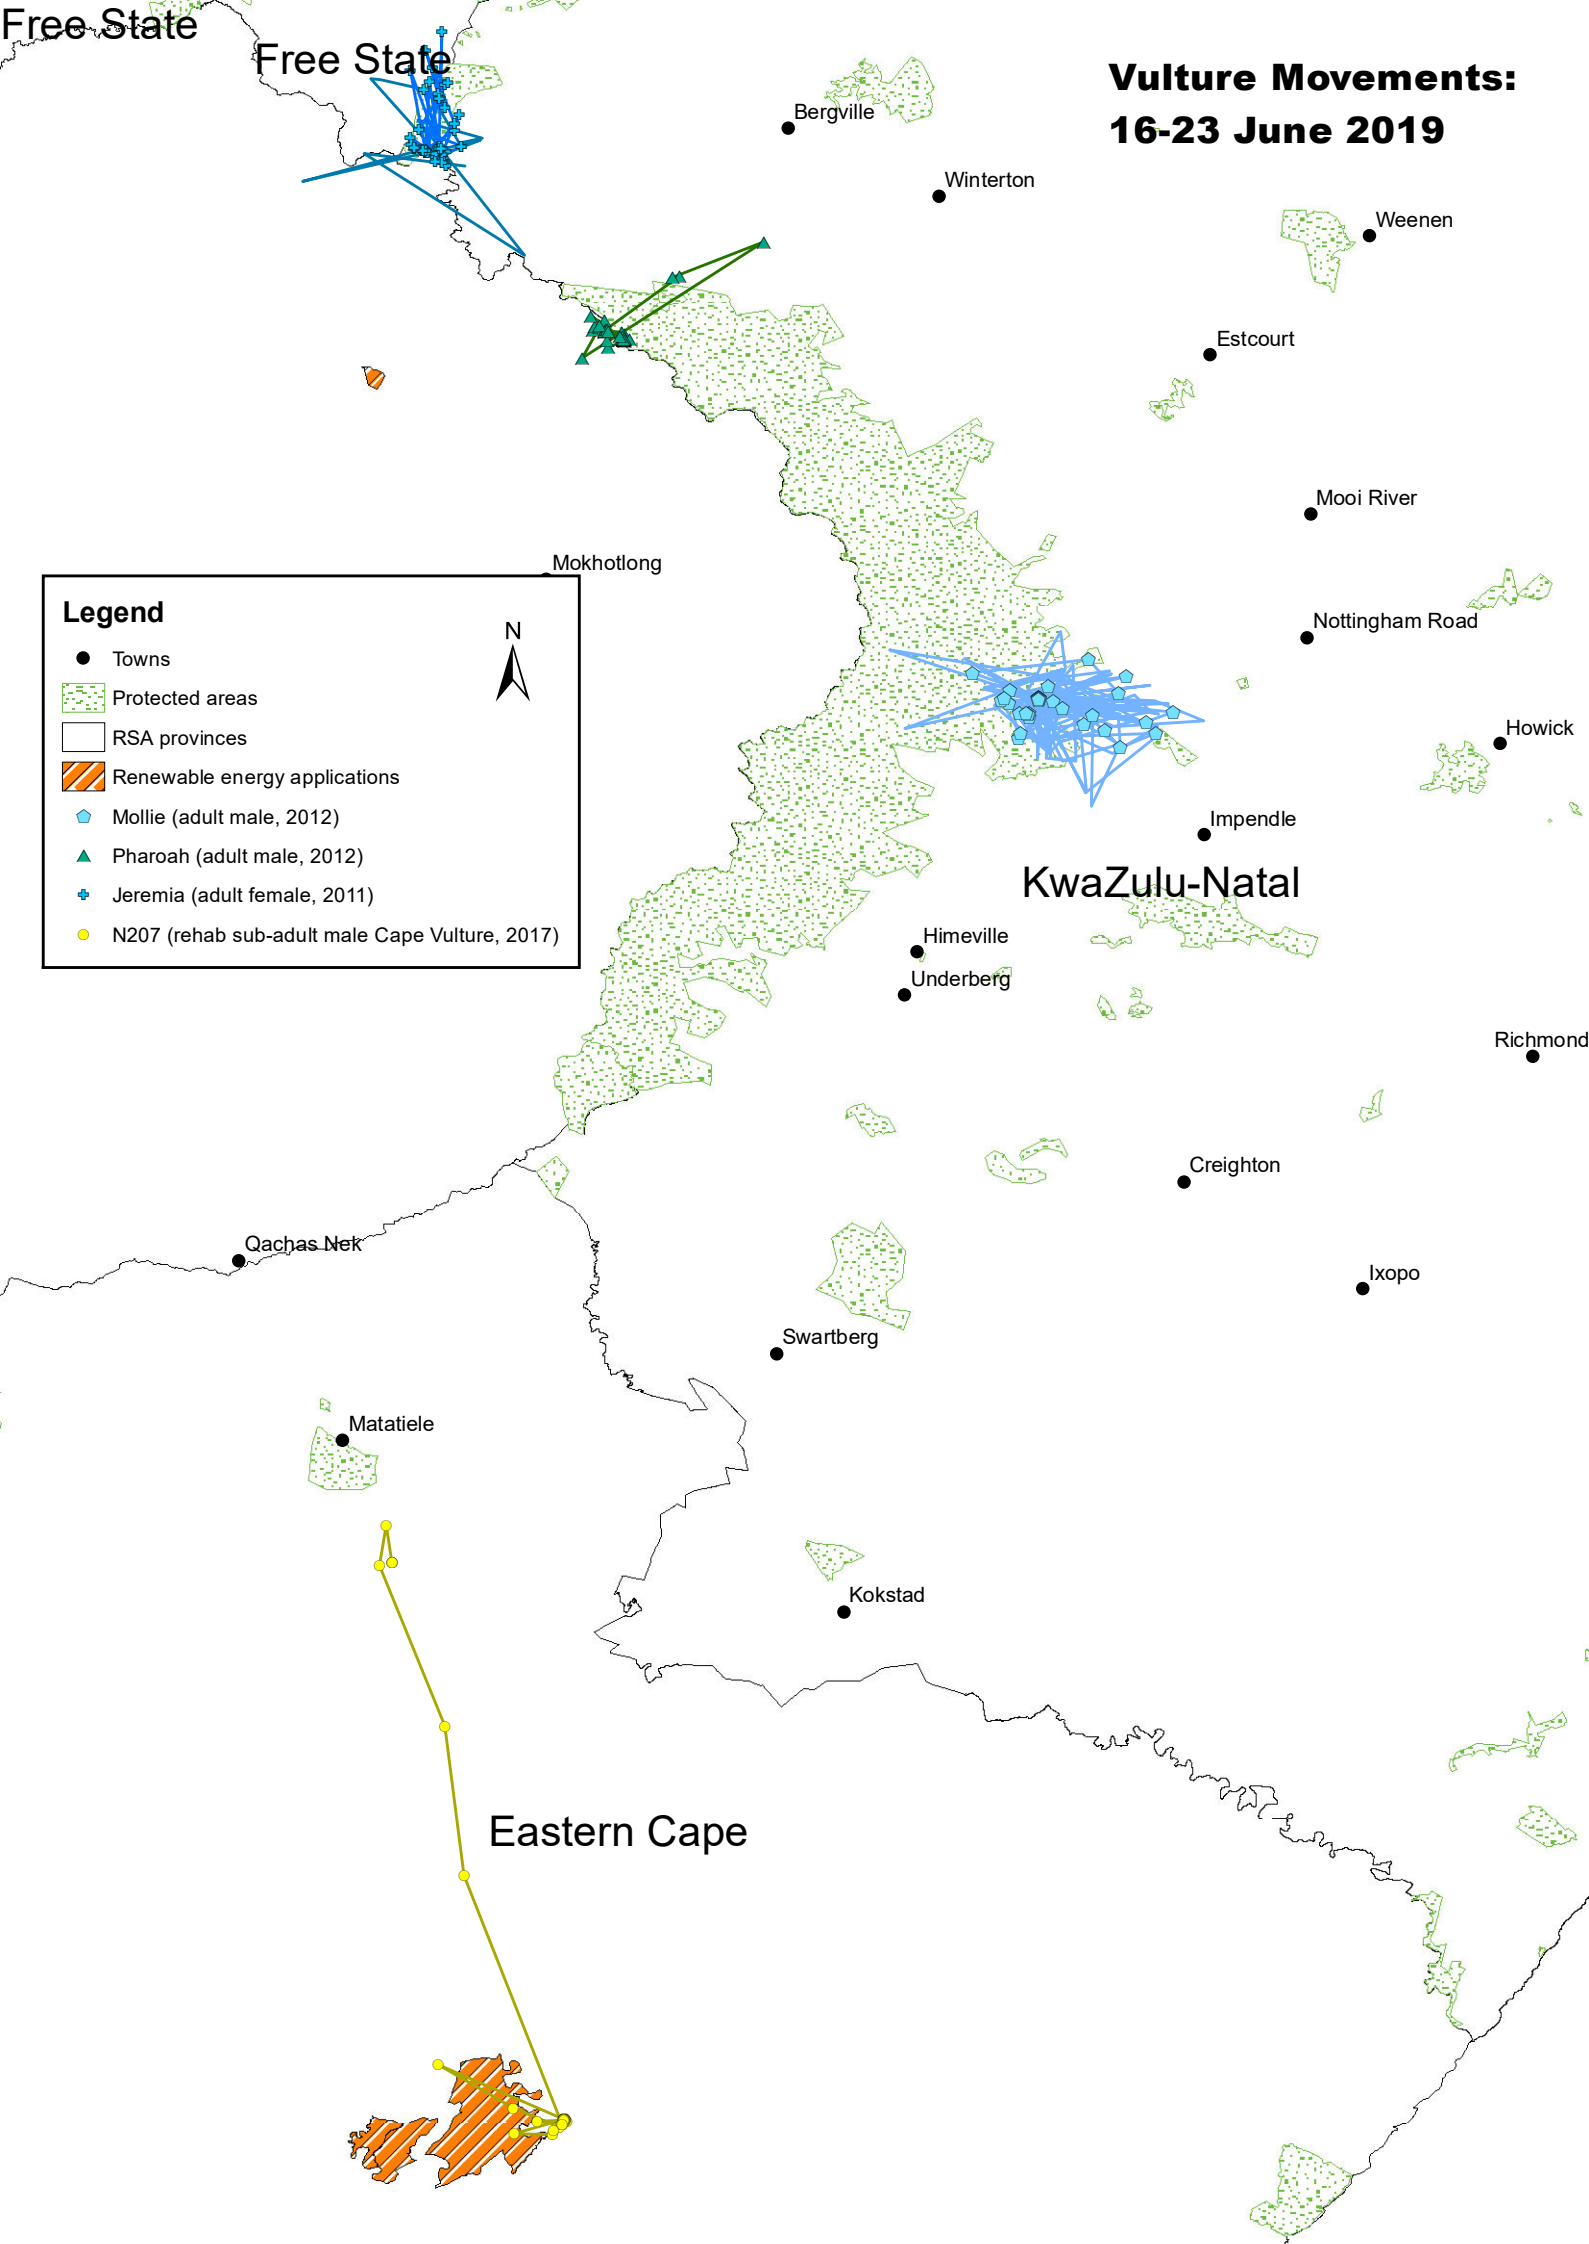 Free State
Free State
Vulture Movements:
16-23 June 2019
Bergville
Winterton
Weenen
Estcourt
Mooi River
Mokhotlong
Nottingham Road
Howick
Impendle
KwaZulu-Natal
Himeville
Underberg
Richmond
Creighton
Qachas Nek
Ixopo
Swartberg
Matatiele
Kokstad
Eastern Cape
Legend
N
Towns
Protected areas
RSA provinces
Renewable energy applications
Mollie (adult male, 2012)
Pharoah (adult male, 2012)
Jeremia (adult female, 2011)
N207 (rehab sub-adult male Cape Vulture, 2017)